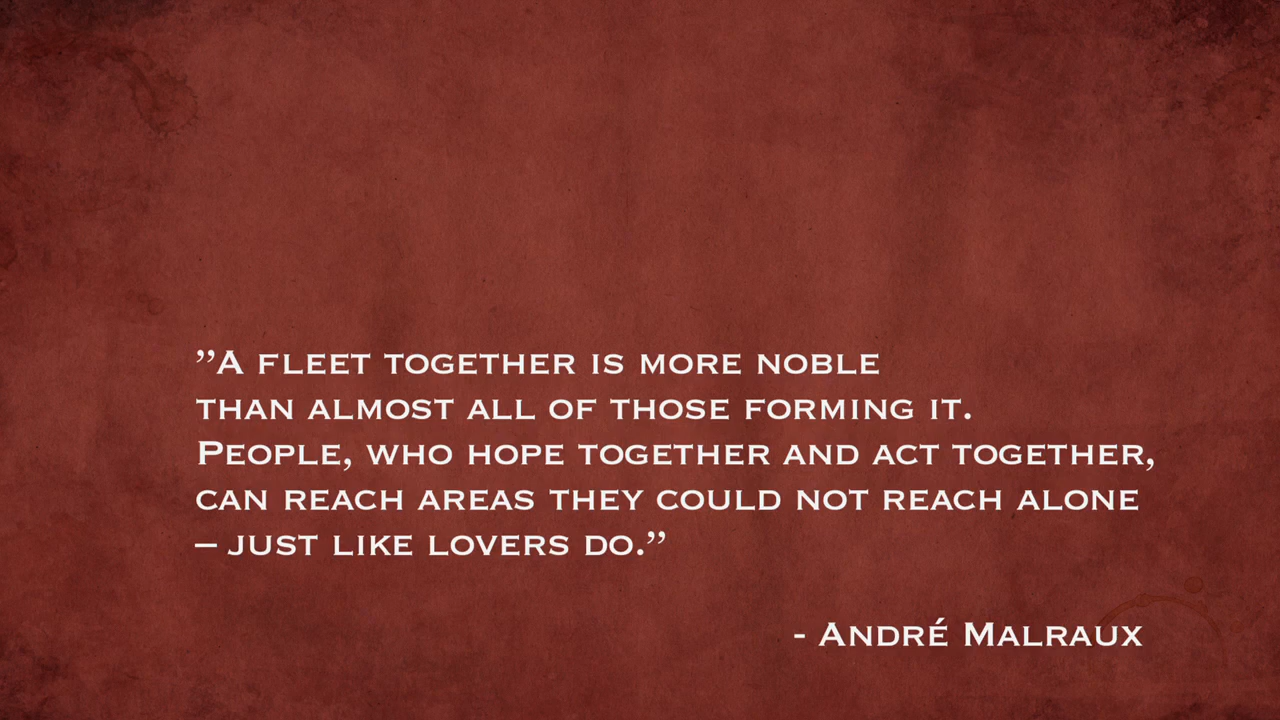 ”A fleet together is more noble
than almost all of those forming it.
People, who hope together and act together,
can reach areas they could not reach alone
– just like lovers do.”
- André Malraux